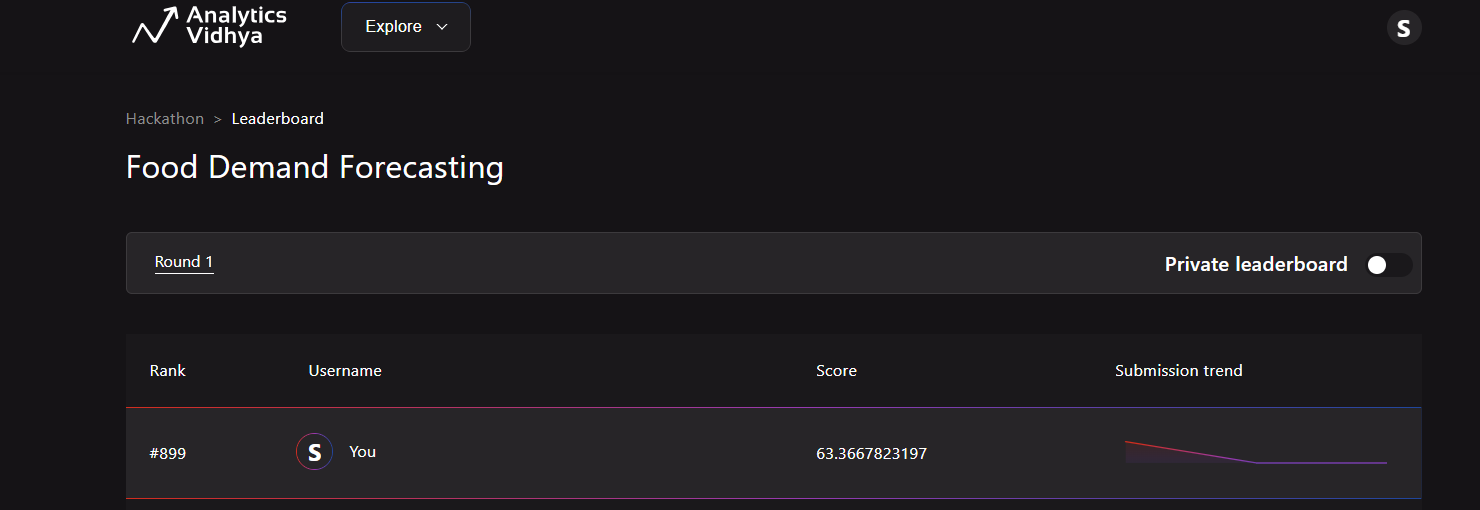 Analytics
Vidhya
Explore
S
Hackathon > Leaderboard
Food Demand Forecasting
Round 1
Private leaderboard
Rank Username Score Submission trend
#899 S You 63.3667823197